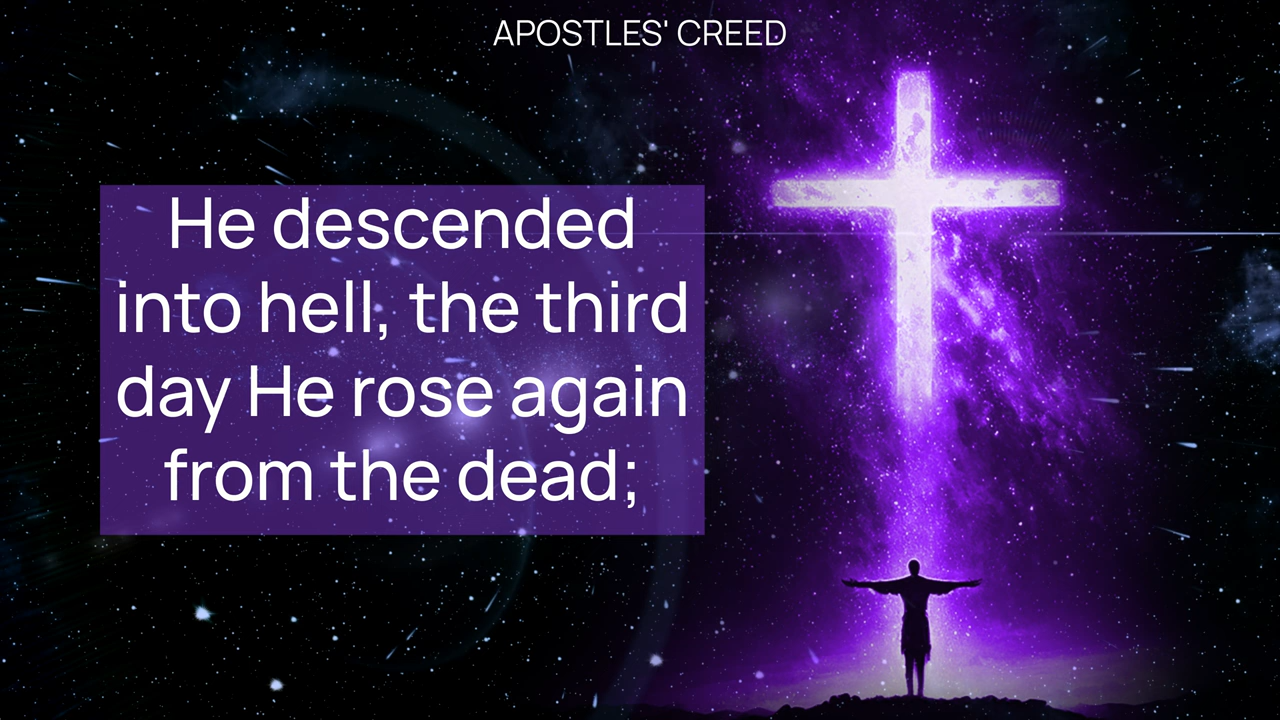 APOSTLES' CREED
He descended
into hell, the third
day He rose again
from the dead;